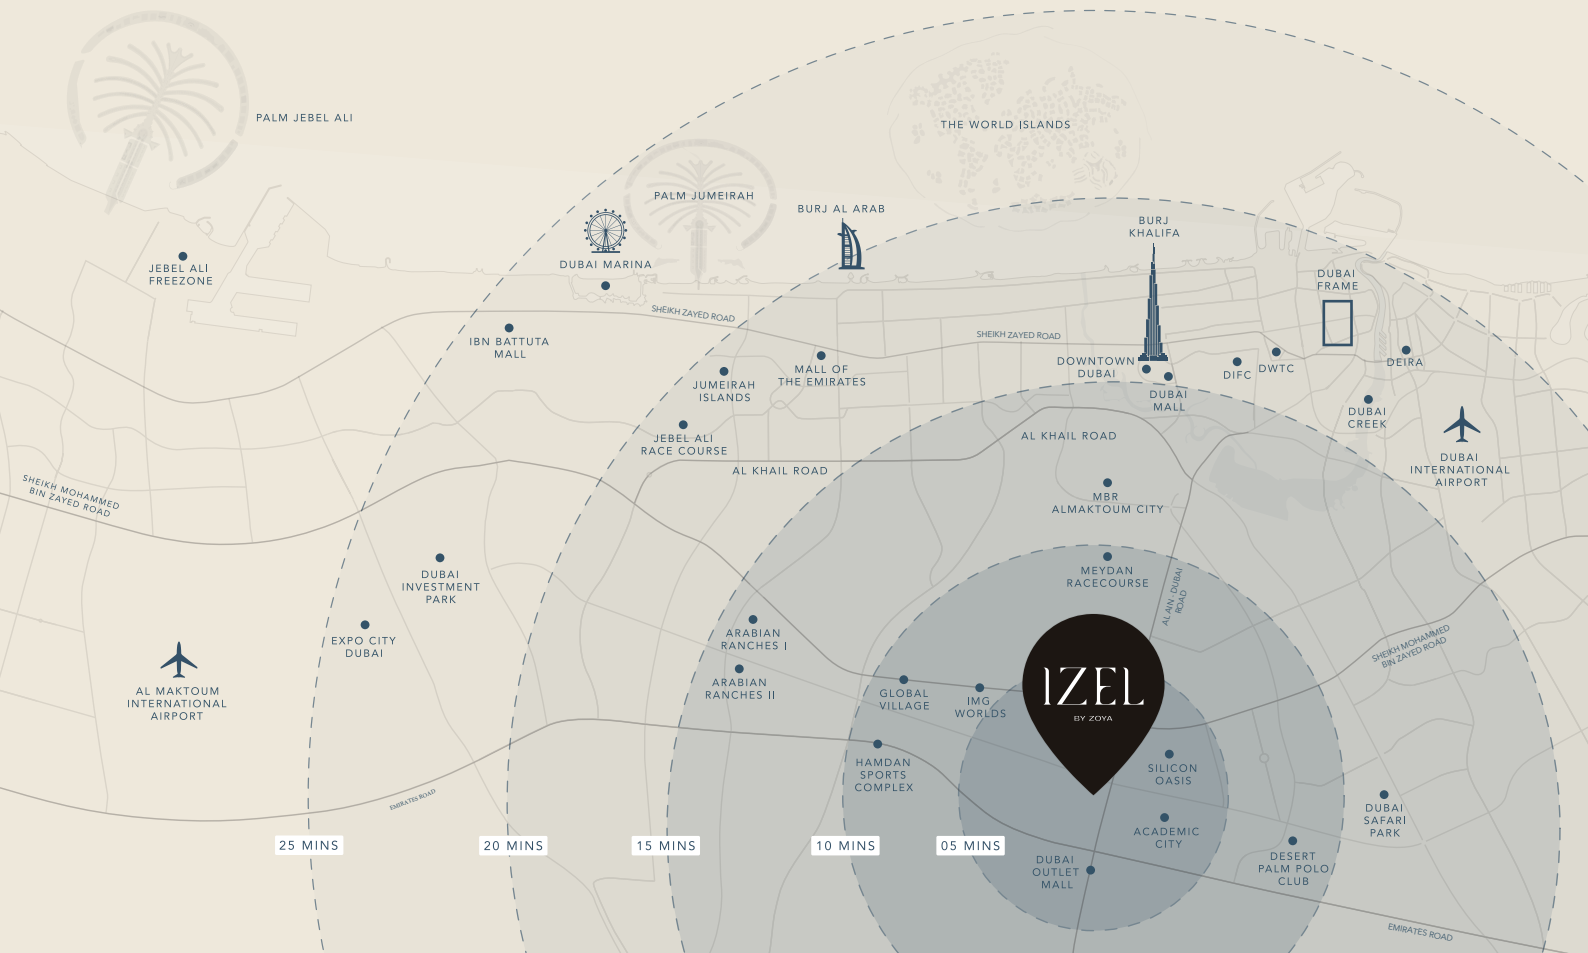 PALM JEBEL ALI
THE WORLD ISLANDS
PALM JUMEIRAH
BURJ AL ARAB
BURJ
KHALIFA
DUBAI MARINA
JEBEL ALI
FREEZONE
DUBAI
FRAME
SHEIKH ZAYED ROAD
SHEIKH ZAYED ROAD
IBN BATTUTA
MALL
JUMEIRAH
ISLANDS
MALL OF
THE EMIRATES
DOWNTOWN
DUBAI
DUBAI
MALL
DIFC
DWTC
DEIRA
DUBAI
CREEK
JEBEL ALI
RACE COURSE
AL KHAIL ROAD
AL KHAIL ROAD
DUBAI
INTERNATIONAL
AIRPORT
SHEIKH MOHAMMED
BIN ZAYED ROAD
MBR
ALMAKTOUM CITY
DUBAI
INVESTMENT
PARK
MEYDAN
RACECOURSE
AL AIN - DUBAI
ROAD
EXPO CITY
DUBAI
ARABIAN
RANCHES I
ARABIAN
RANCHES II
SHEIKH MOHAMMED
BIN ZAYED ROAD
AL MAKTOUM
INTERNATIONAL
AIRPORT
GLOBAL
VILLAGE
IMG
WORLDS
IZEL
BY ZOYA
HAMDAN
SPORTS
COMPLEX
SILICON
OASIS
EMIRATES ROAD
DUBAI
SAFARI
PARK
ACADEMIC
CITY
25 MINS
20 MINS
15 MINS
10 MINS
05 MINS
DUBAI
OUTLET
MALL
DESERT
PALM POLO
CLUB
EMIRATES ROAD